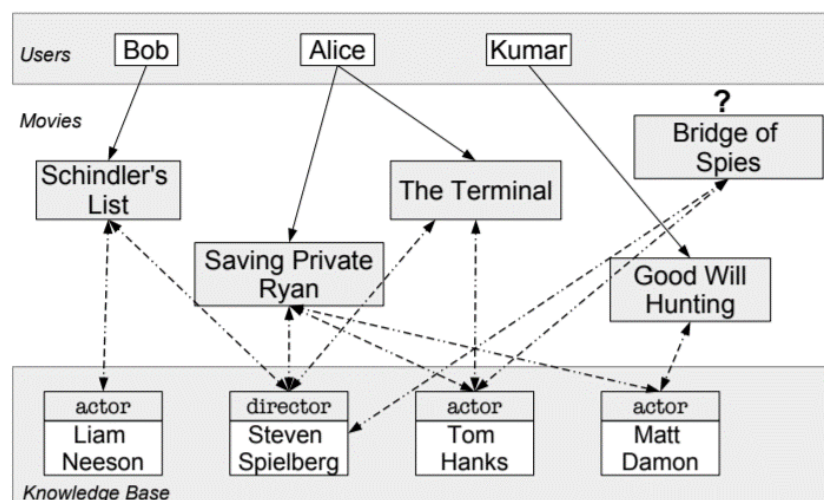 Users
Bob
Alice
Kumar
Movies
?
Bridge of
Spies
Schindler's
List
The Terminal
Saving Private
Ryan
Good Will
Hunting
actor
Liam
Neeson
director
Steven
Spielberg
actor
Tom
Hanks
actor
Matt
Damon
Knowledge Base